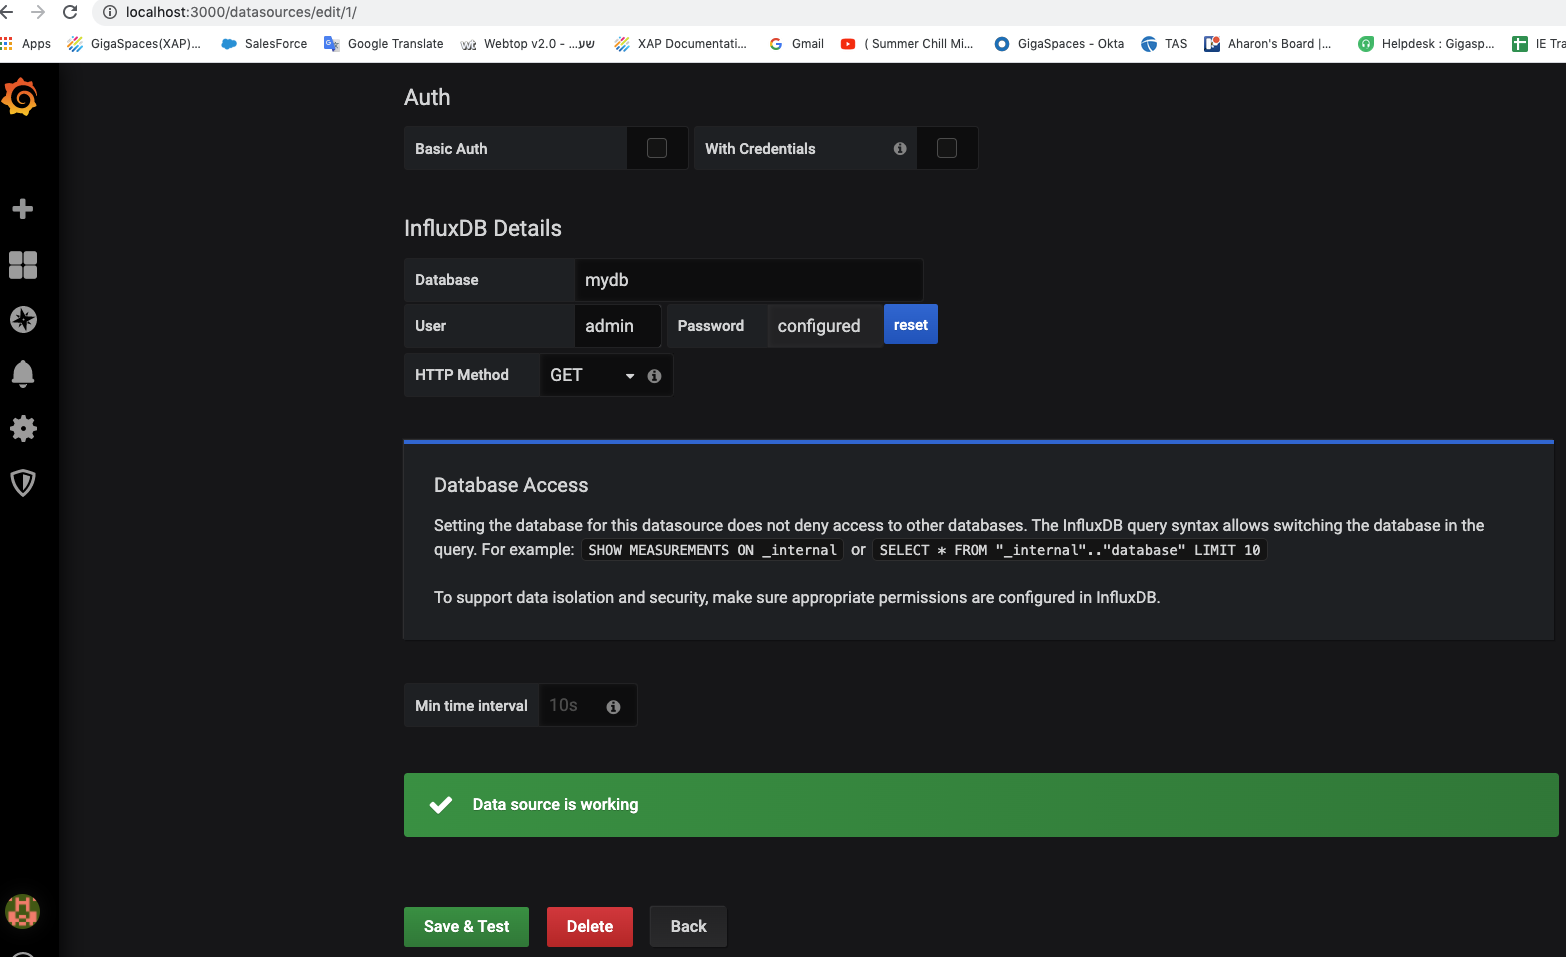 localhost:3000/datasources/edit/1/
Apps GigaSpaces(XAP)... SalesForce Google Translate Webtop v2.0 - ...שע XAP Documentati... Gmail ( Summer Chill Mi... GigaSpaces - Okta TAS Aharon's Board |... Helpdesk : Gigasp... IE Tra
Auth
Basic Auth With Credentials
InfluxDB Details
Database mydb
User admin Password configured reset
HTTP Method GET
Database Access
Setting the database for this datasource does not deny access to other databases. The InfluxDB query syntax allows switching the database in the
query. For example: SHOW MEASUREMENTS ON _internal or SELECT * FROM "_internal".."database" LIMIT 10
To support data isolation and security, make sure appropriate permissions are configured in InfluxDB.
Min time interval 10s
Data source is working
Save & Test Delete Back